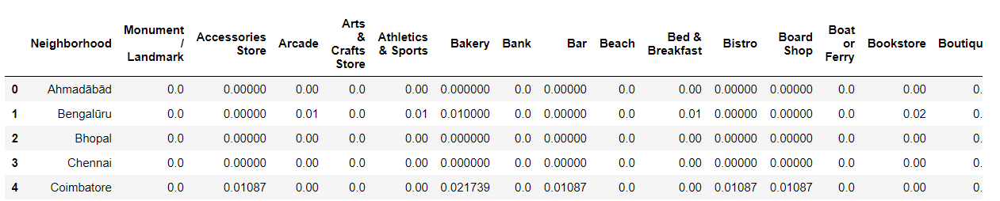 Neighborhood Monument / Landmark Accessories Store Arcade Arts & Crafts Store Athletics & Sports Bakery Bank Bar Beach Bed & Breakfast Bistro Board Shop Boat or Ferry Bookstore Boutiqu
0 Ahmadābād 0.0 0.00000 0.00 0.0 0.00 0.000000 0.0 0.00000 0.0 0.00 0.00000 0.00000 0.0 0.00 0.
1 Bengalūru 0.0 0.00000 0.01 0.0 0.01 0.010000 0.0 0.00000 0.0 0.01 0.00000 0.00000 0.0 0.02 0.
2 Bhopal 0.0 0.00000 0.00 0.0 0.00 0.000000 0.0 0.00000 0.0 0.00 0.00000 0.00000 0.0 0.00 0.
3 Chennai 0.0 0.00000 0.00 0.0 0.00 0.000000 0.0 0.00000 0.0 0.00 0.00000 0.00000 0.0 0.00 0.
4 Coimbatore 0.0 0.01087 0.00 0.0 0.00 0.021739 0.0 0.01087 0.0 0.00 0.01087 0.01087 0.0 0.00 0.